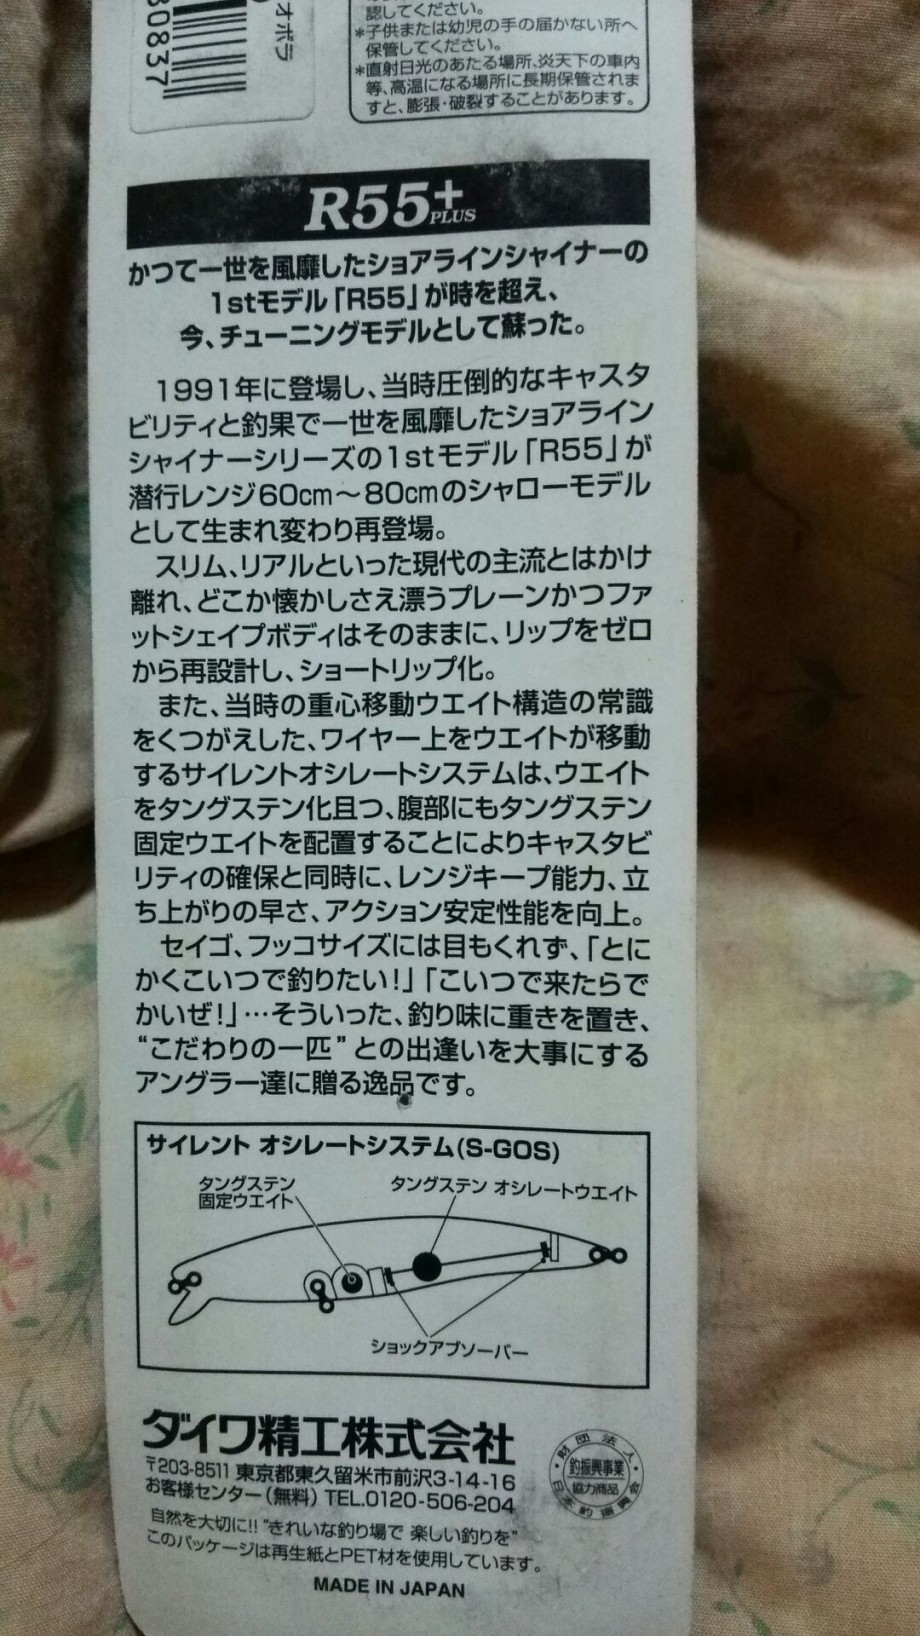 30837
オボラ
認してください。
*子供または幼児の手の届かない所へ
保管してください。
*直射日光のあたる場所、炎天下の車内
等、高温になる場所に長期保管されま
すと、膨張・破裂することがあります。
R55+
PLUS
かつて一世を風靡したショアラインシャイナーの
1stモデル「R55」が時を超え、
今、チューニングモデルとして蘇った。
1991年に登場し、当時圧倒的なキャスタ
ビリティと釣果で一世を風靡したショアライン
シャイナーシリーズの1stモデル「R55」が
潜行レンジ60cm〜80cmのシャローモデル
として生まれ変わり再登場。
スリム、リアルといった現代の主流とはかけ
離れ、どこか懐かしさえ漂うプレーンかつファ
ットシェイプボディはそのままに、リップをゼロ
から再設計し、ショートリップ化。
また、当時の重心移動ウエイト構造の常識
をくつがえした、ワイヤー上をウエイトが移動
するサイレントオシレートシステムは、ウエイト
をタングステン化且つ、腹部にもタングステン
固定ウエイトを配置することによりキャスタビ
リティの確保と同時に、レンジキープ能力、立
ち上がりの早さ、アクション安定性能を向上。
セイゴ、フッコサイズには目もくれず、「とに
かくこいつで釣りたい!」「こいつで来たらで
かいぜ!」…そういった、釣り味に重きを置き、
“こだわりの一匹”との出逢いを大事にする
アングラー達に贈る逸品です。
サイレント オシレートシステム(S-GOS)
タングステン
固定ウエイト
タングステン オシレートウエイト
ショックアブソーバー
ダイワ精工株式会社
〒203-8511 東京都東久留米市前沢3-14-16
お客様センター(無料) TEL.0120-506-204
財団法人
釣振興事業
協力商品
日本釣振興会
自然を大切に!!"きれいな釣り場で 楽しい釣りを"
このパッケージは再生紙とPET材を使用しています。
MADE IN JAPAN